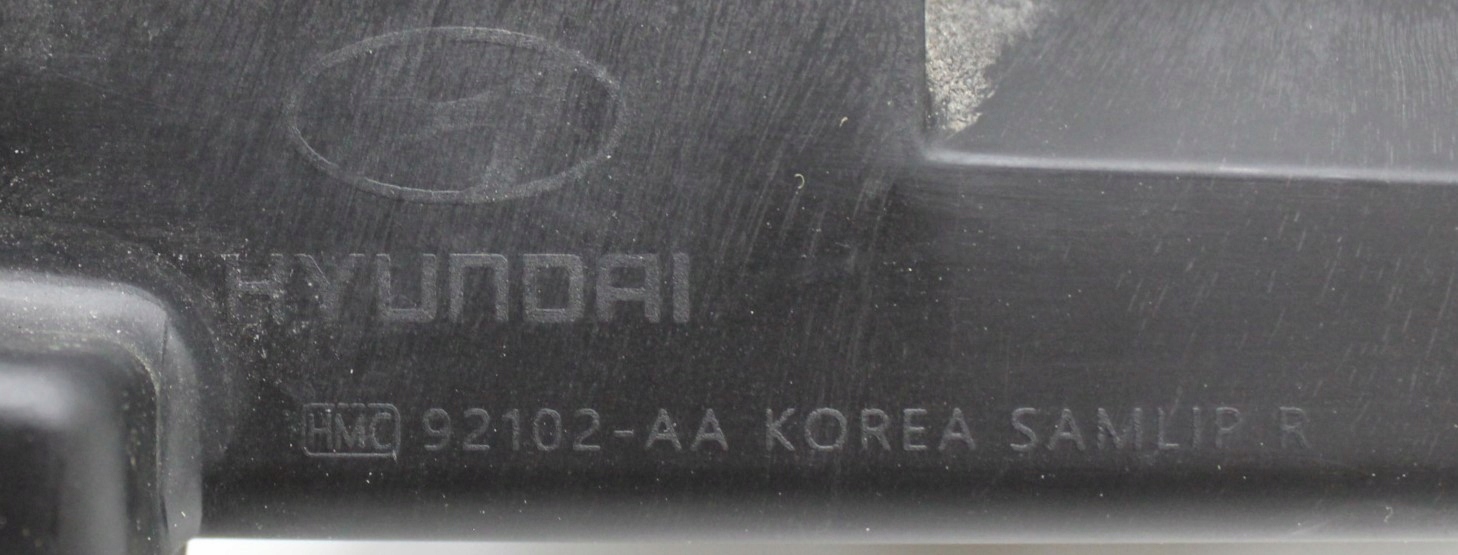 HYUNDAI
HMC 92102-AA KOREA SAMLIP R